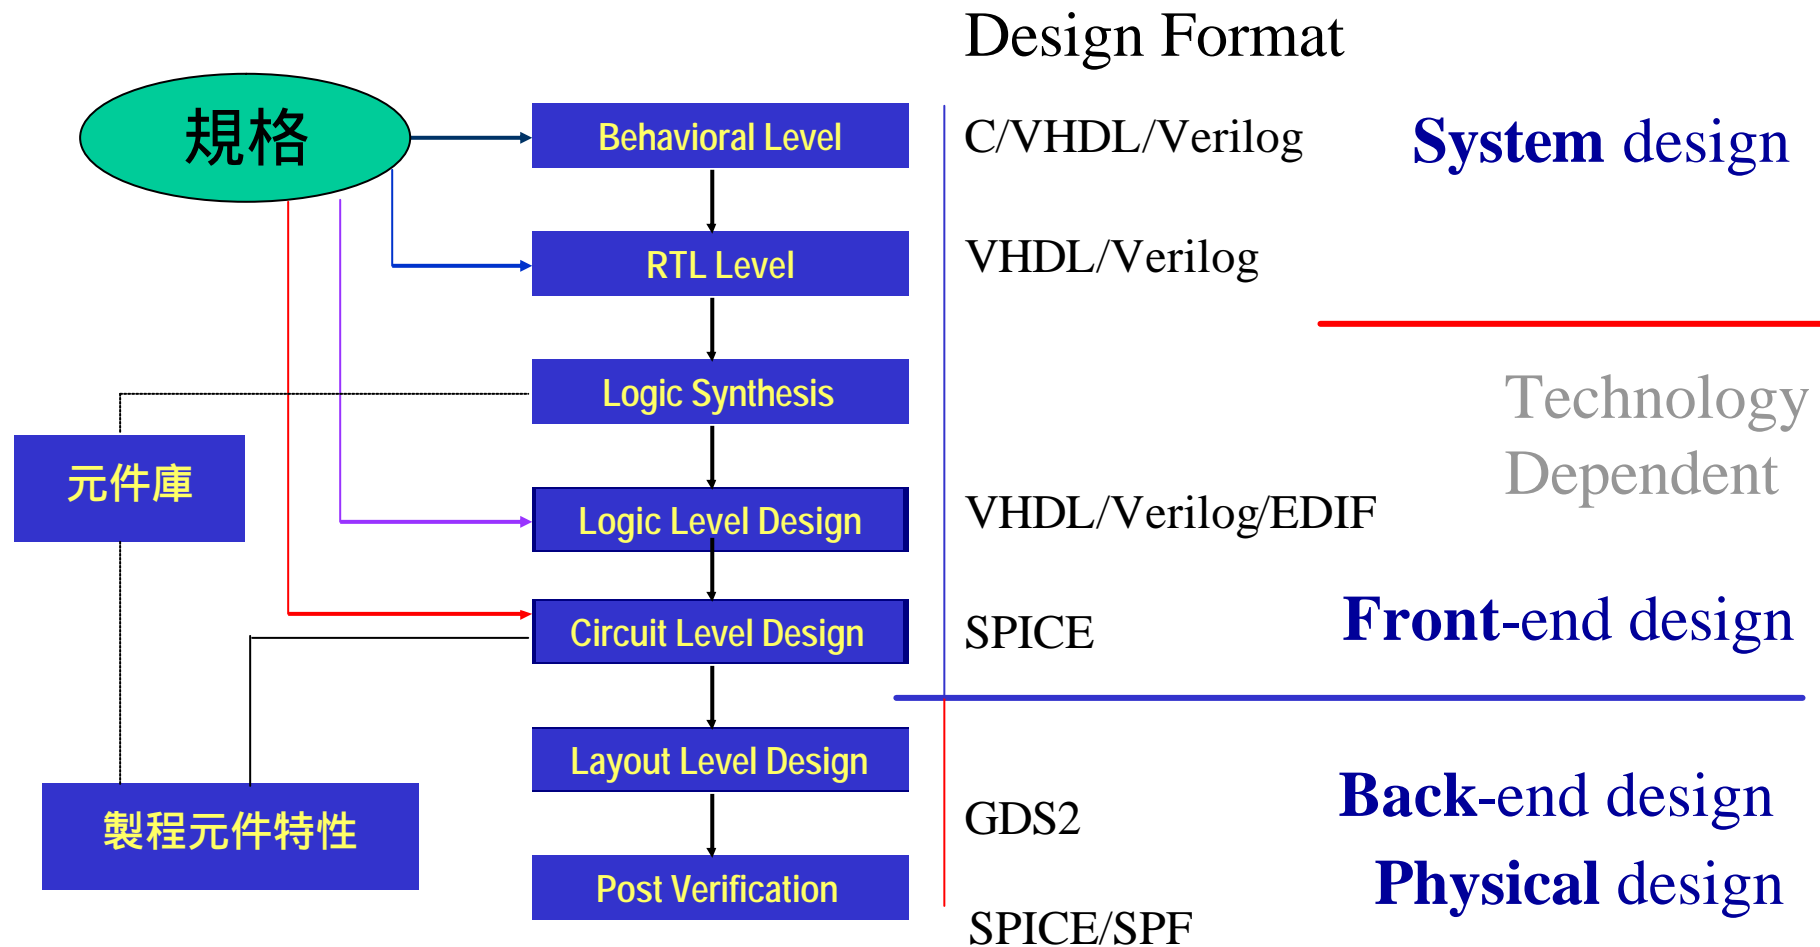 Design Format
規格
Behavioral Level
C/VHDL/Verilog
System design
RTL Level
VHDL/Verilog
Logic Synthesis
Technology
Dependent
元件庫
Logic Level Design
VHDL/Verilog/EDIF
Circuit Level Design
SPICE
Front-end design
Layout Level Design
Back-end design
製程元件特性
GDS2
Post Verification
Physical design
SPICE/SPF